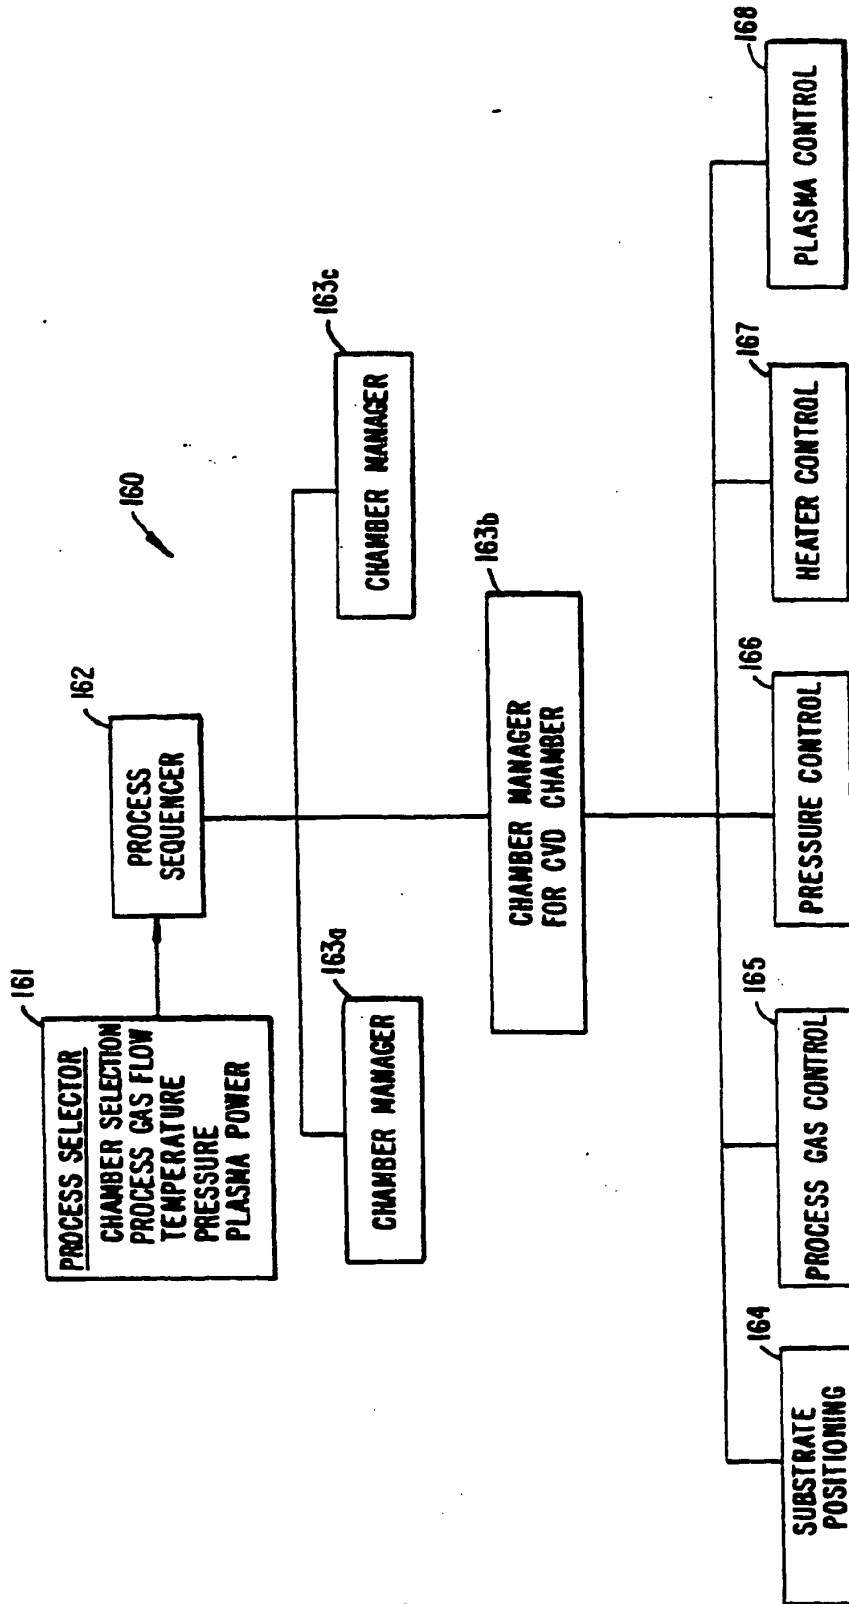 160
161
PROCESS SELECTOR
CHAMBER SELECTION
PROCESS GAS FLOW
TEMPERATURE
PRESSURE
PLASMA POWER
162
PROCESS
SEQUENCER
163a
CHAMBER MANAGER
163c
CHAMBER MANAGER
163b
CHAMBER MANAGER
FOR CVD CHAMBER
164
SUBSTRATE
POSITIONING
165
PROCESS GAS CONTROL
166
PRESSURE CONTROL
167
HEATER CONTROL
168
PLASMA CONTROL